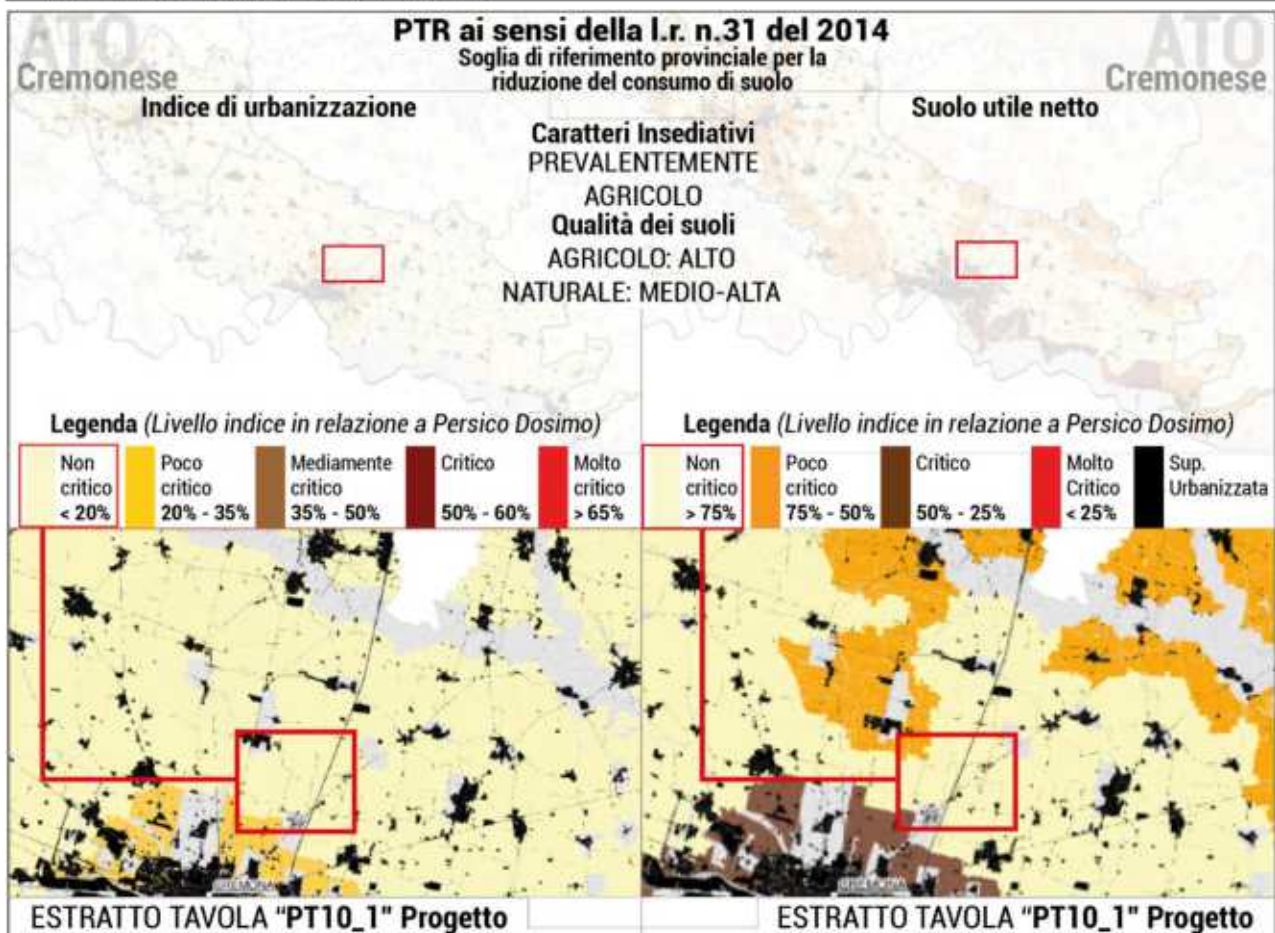 PTR ai sensi della l.r. n.31 del 2014
Soglia di riferimento provinciale per la
riduzione del consumo di suolo
ATO
Cremonese
ATO
Cremonese
Indice di urbanizzazione
Suolo utile netto
Caratteri Insediativi
PREVALENTEMENTE
AGRICOLO
Qualità dei suoli
AGRICOLO: ALTO
NATURALE: MEDIO-ALTA
Legenda (Livello indice in relazione a Persico Dosimo)
Non critico < 20%
Poco critico 20% - 35%
Mediamente critico 35% - 50%
Critico 50% - 60%
Molto critico > 65%
Legenda (Livello indice in relazione a Persico Dosimo)
Non critico > 75%
Poco critico 75% - 50%
Critico 50% - 25%
Molto Critico < 25%
Sup. Urbanizzata
CREMONA
CREMONA
ESTRATTO TAVOLA "PT10_1" Progetto
ESTRATTO TAVOLA "PT10_1" Progetto